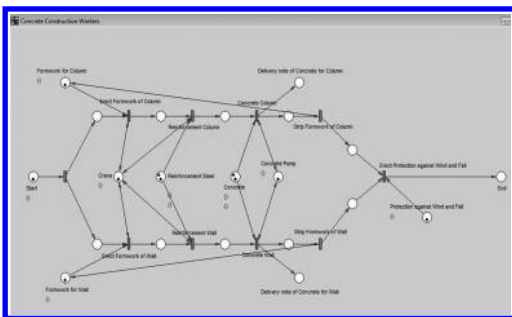 Concrete Construction Workers
Formwork for Column
()
Delivery note of Concrete for Column
Erect Formwork of Column
Concrete Column
Reinforcement Column
Strip Formwork of Column
Start
()
Crane
()
Reinforcement Steel
()
()
Concrete
()
()
Concrete Pump
()
Erect Protection against Wind and Fall
End
Protection against Wind and Fall
()
Reinforcement Wall
Strip Formwork of Wall
Erect Formwork of Wall
Concrete Wall
Formwork for Wall
()
Delivery note of Concrete for Wall